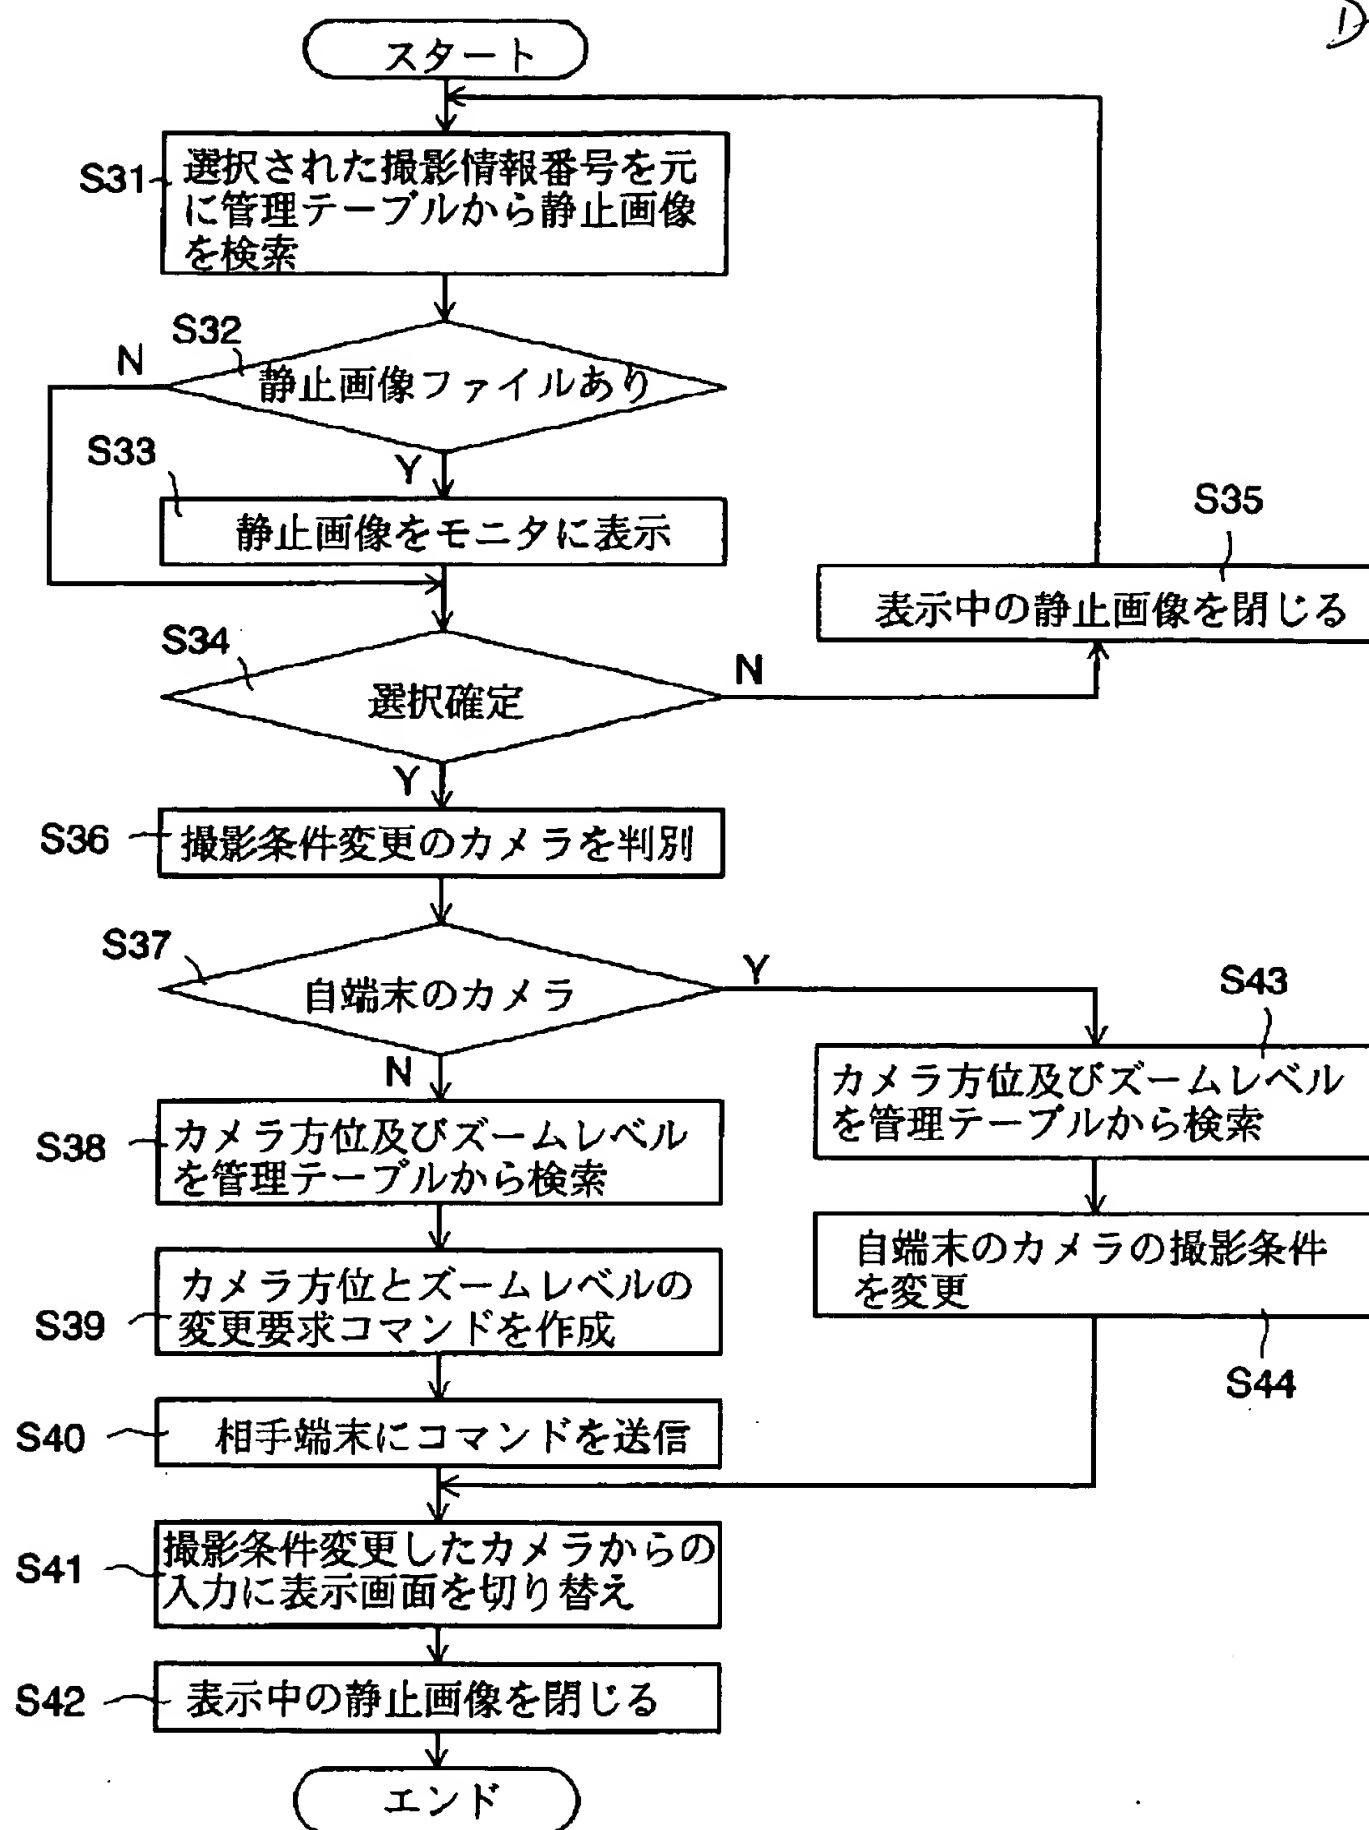 スタート
S31
選択された撮影情報番号を元
に管理テーブルから静止画像
を検索
S32
N
静止画像ファイルあり
S33
Y
静止画像をモニタに表示
S35
表示中の静止画像を閉じる
S34
N
選択確定
Y
S36
撮影条件変更のカメラを判別
S37
Y
自端末のカメラ
N
S43
カメラ方位及びズームレベル
を管理テーブルから検索
S38
カメラ方位及びズームレベル
を管理テーブルから検索
自端末のカメラの撮影条件
を変更
S44
S39
カメラ方位とズームレベルの
変更要求コマンドを作成
S40
相手端末にコマンドを送信
S41
撮影条件変更したカメラからの
入力に表示画面を切り替え
S42
表示中の静止画像を閉じる
エンド